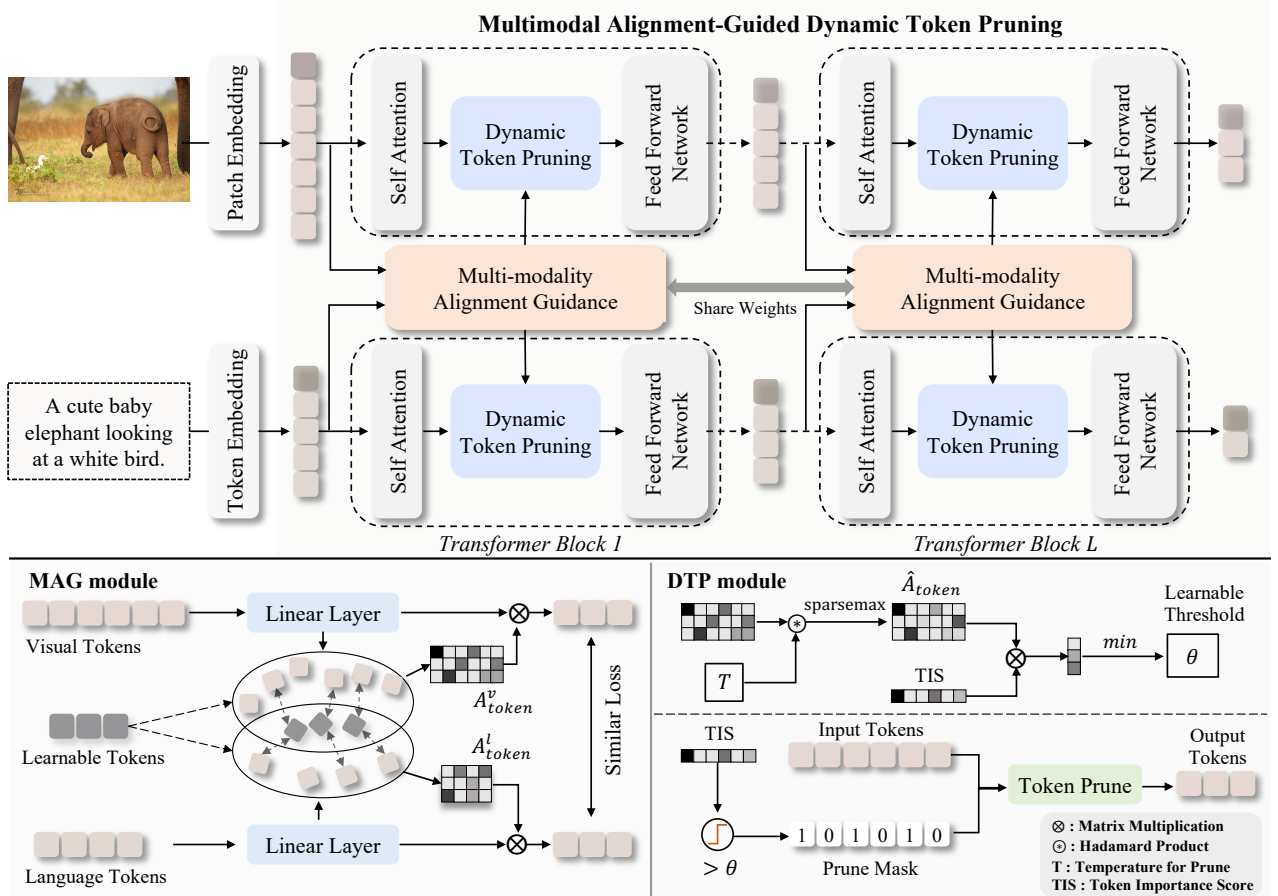 Multimodal Alignment-Guided Dynamic Token Pruning
Patch Embedding
Self Attention
Dynamic
Token Pruning
Feed Forward
Network
Self Attention
Dynamic
Token Pruning
Feed Forward
Network
Multi-modality
Alignment Guidance
Share Weights
Multi-modality
Alignment Guidance
A cute baby
elephant looking
at a white bird.
Token Embedding
Self Attention
Dynamic
Token Pruning
Feed Forward
Network
Self Attention
Dynamic
Token Pruning
Feed Forward
Network
Transformer Block 1
Transformer Block L
MAG module
Visual Tokens
Linear Layer
A^v_token
Learnable Tokens
A^l_token
Similar Loss
Linear Layer
Language Tokens
DTP module
sparsemax
Â_token
Learnable
Threshold
T
TIS
min
θ
TIS
Input Tokens
Output
Tokens
Token Prune
1 0 1 0 1 0
> θ
Prune Mask
⊗ : Matrix Multiplication
⊛ : Hadamard Product
T : Temperature for Prune
TIS : Token Importance Score